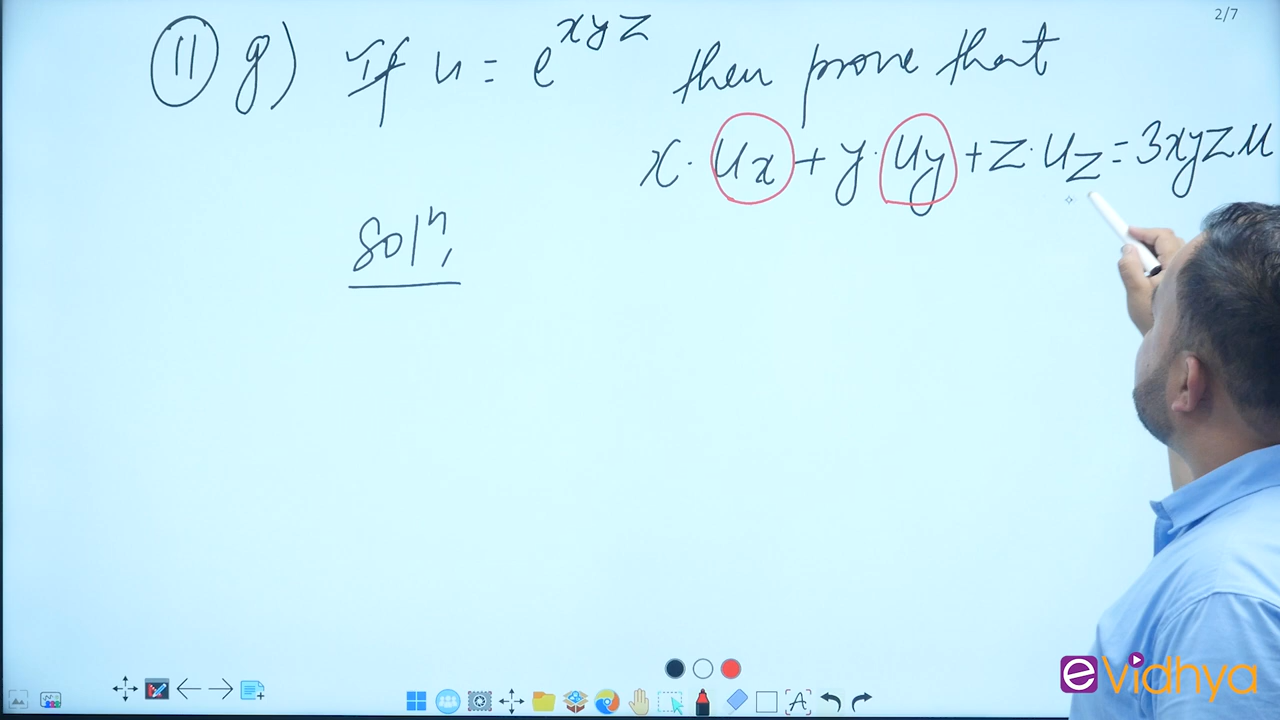 2/7
11 g) If u = e^{xyz} then prove that
x · ux + y · uy + z · uz = 3xyzu
Solⁿ,
eVidhya